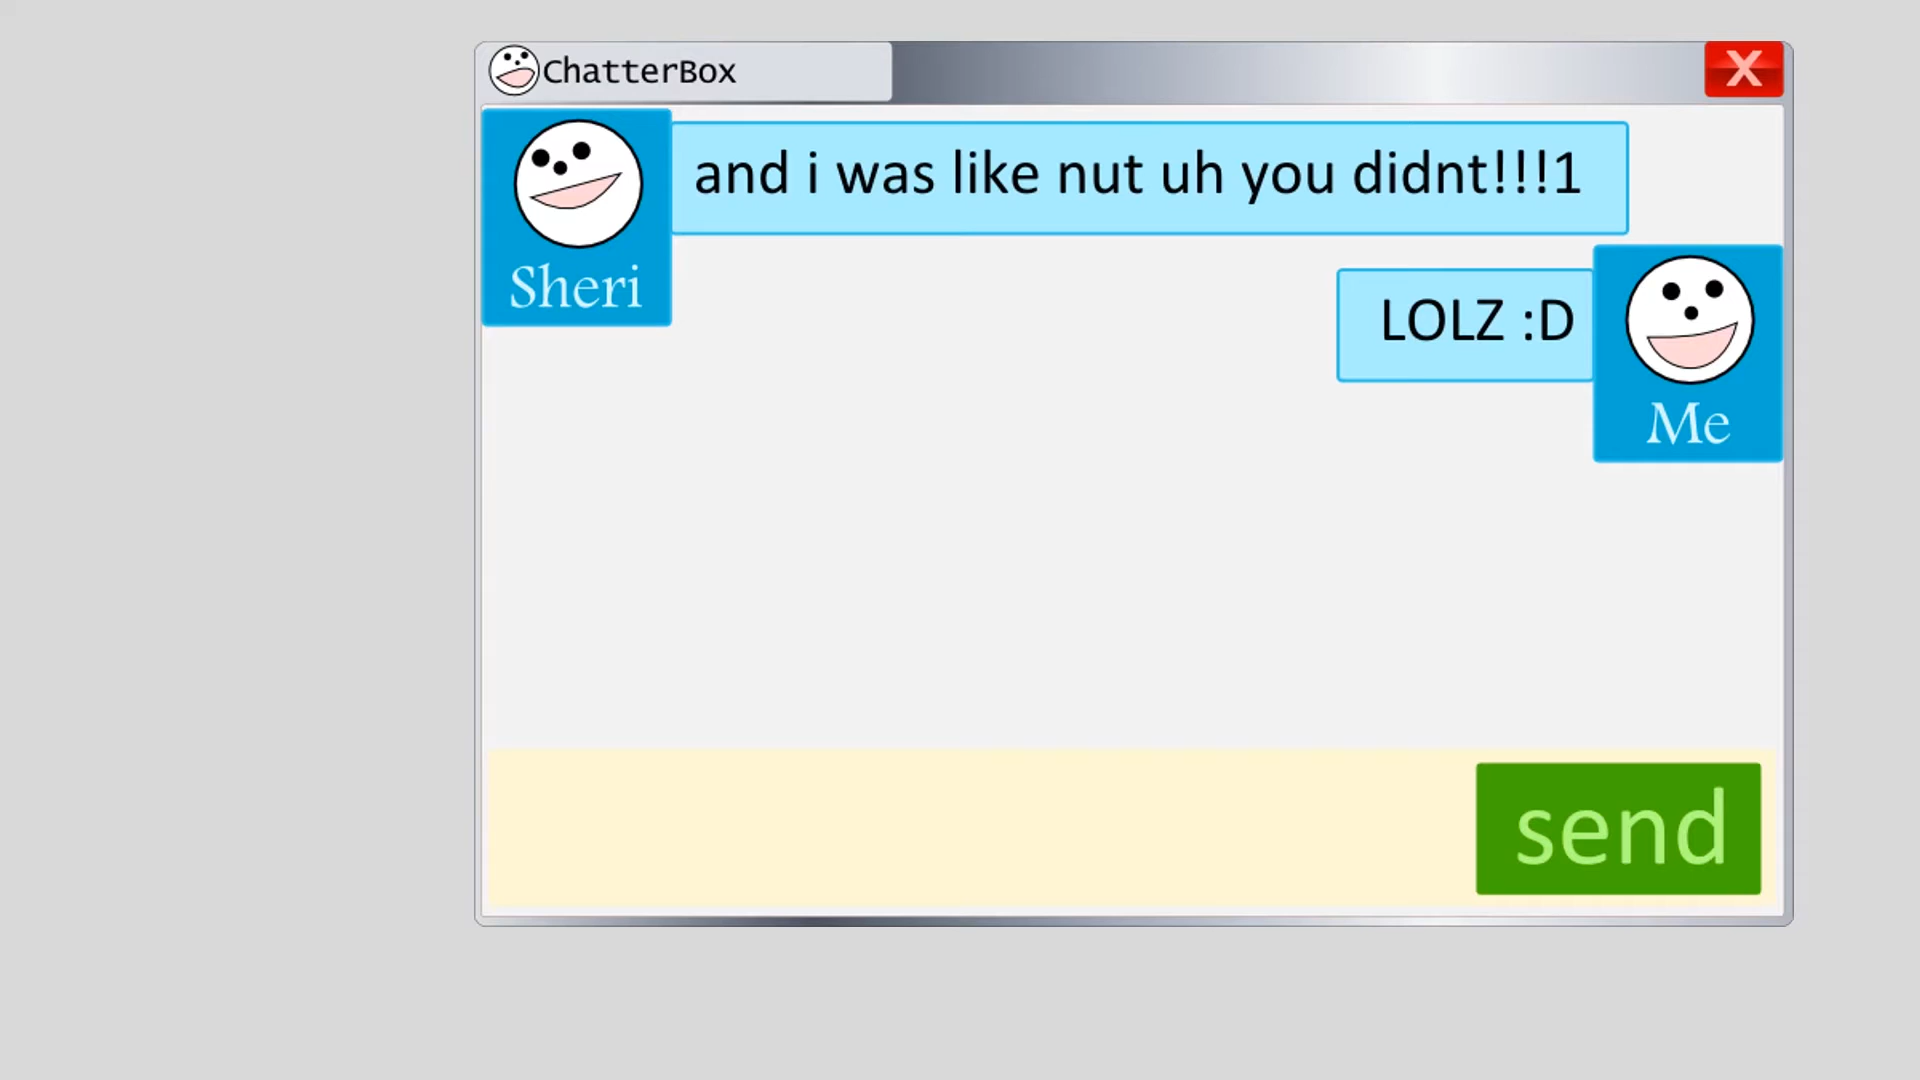 ChatterBox
X
and i was like nut uh you didnt!!!1
Sheri
LOLZ :D
Me
send